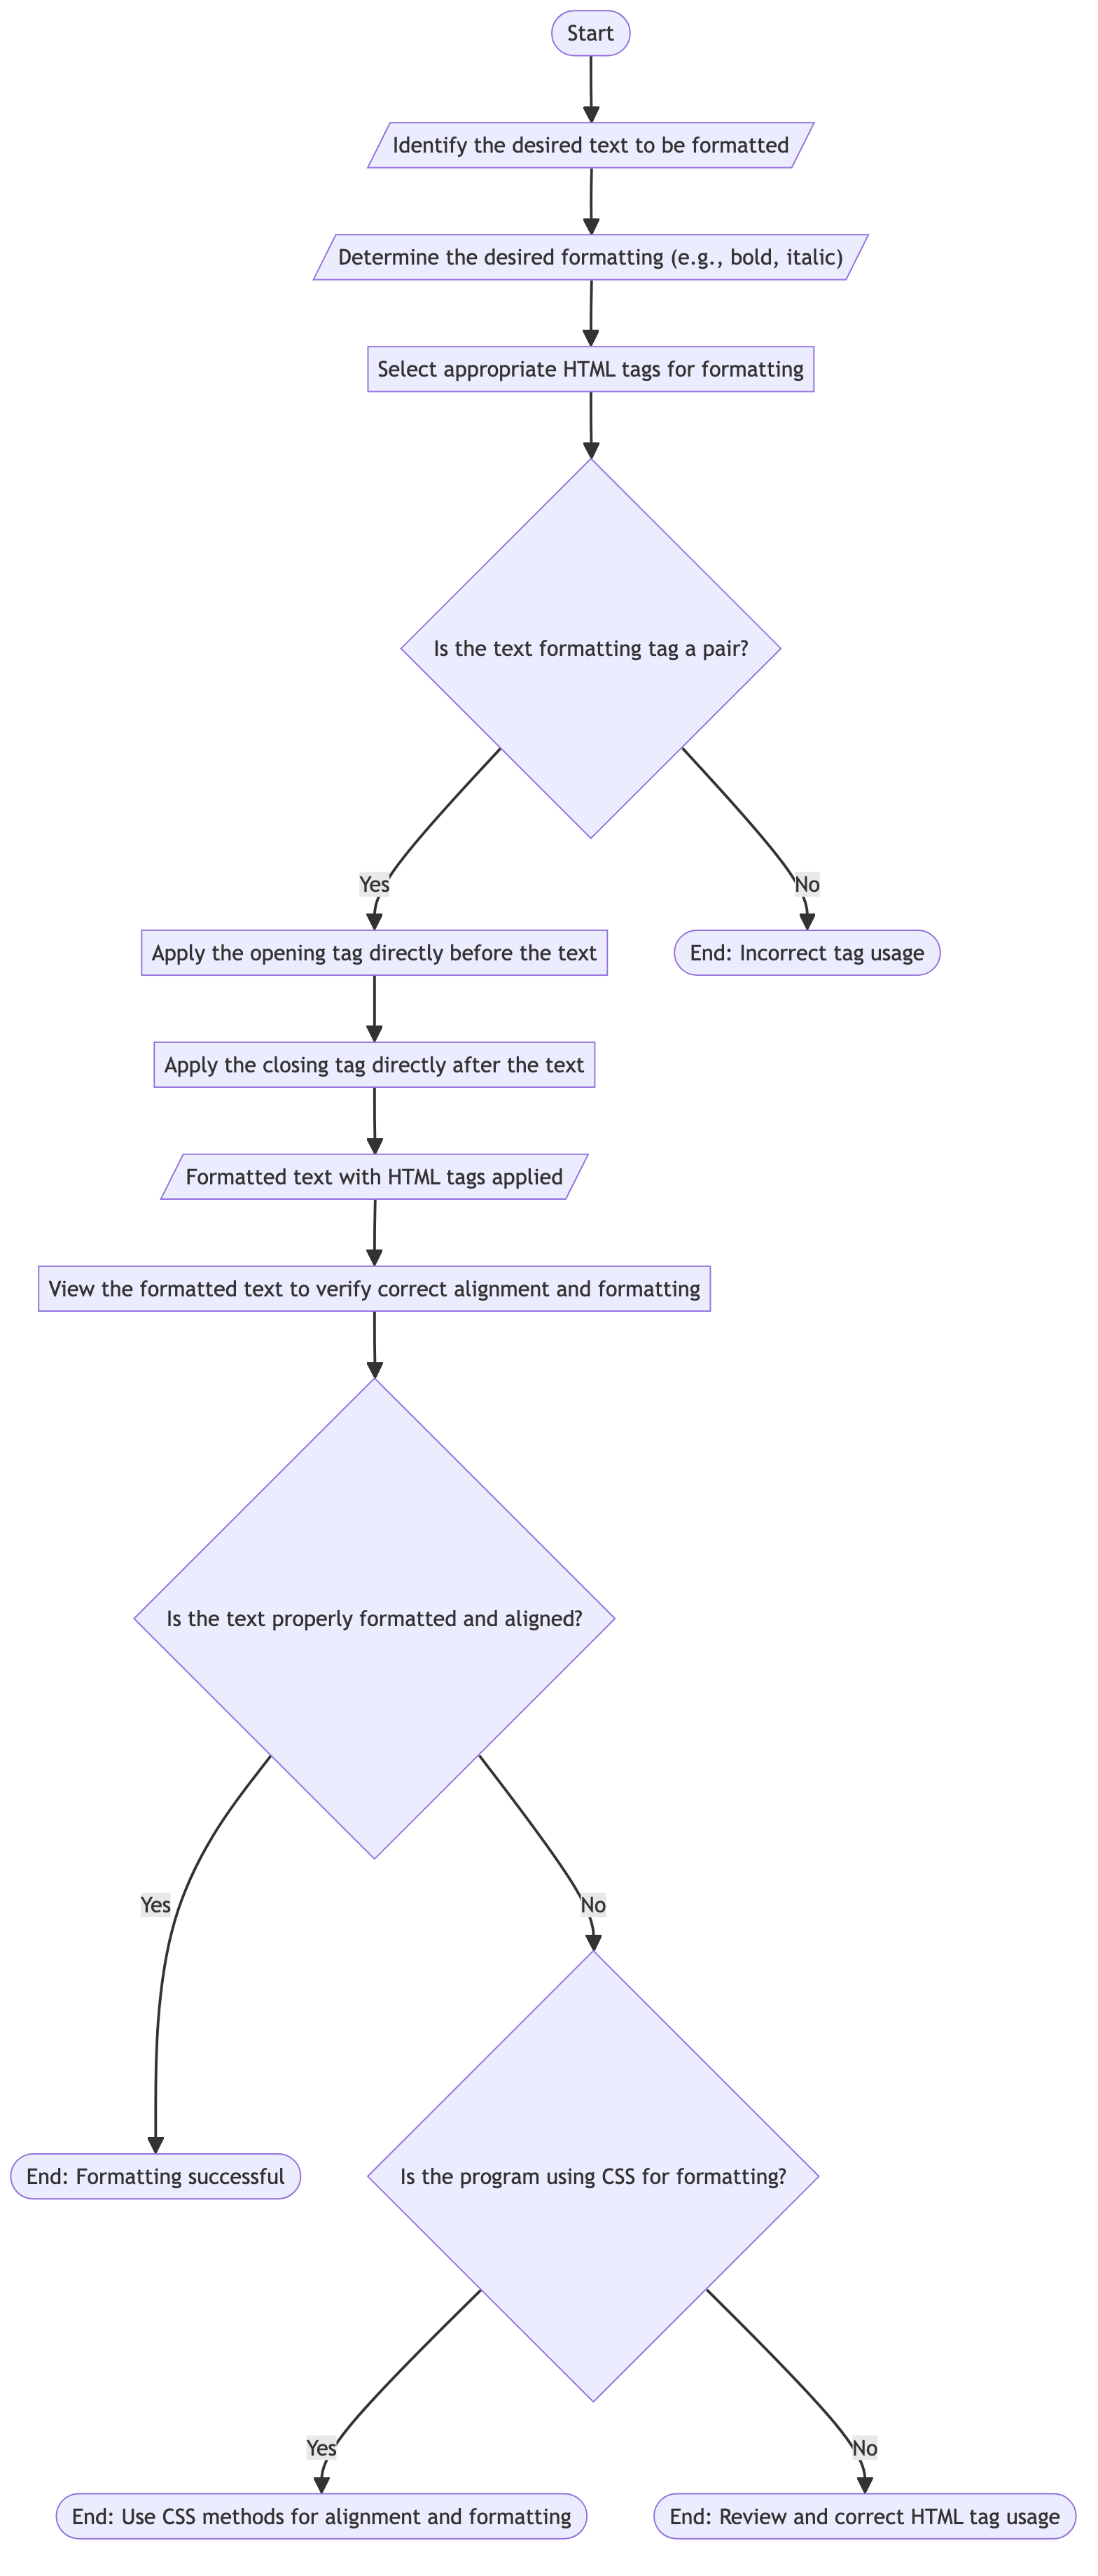 Start
Identify the desired text to be formatted
Determine the desired formatting (e.g., bold, italic)
Select appropriate HTML tags for formatting
Is the text formatting tag a pair?
Yes
No
Apply the opening tag directly before the text
End: Incorrect tag usage
Apply the closing tag directly after the text
Formatted text with HTML tags applied
View the formatted text to verify correct alignment and formatting
Is the text properly formatted and aligned?
Yes
No
End: Formatting successful
Is the program using CSS for formatting?
Yes
No
End: Use CSS methods for alignment and formatting
End: Review and correct HTML tag usage